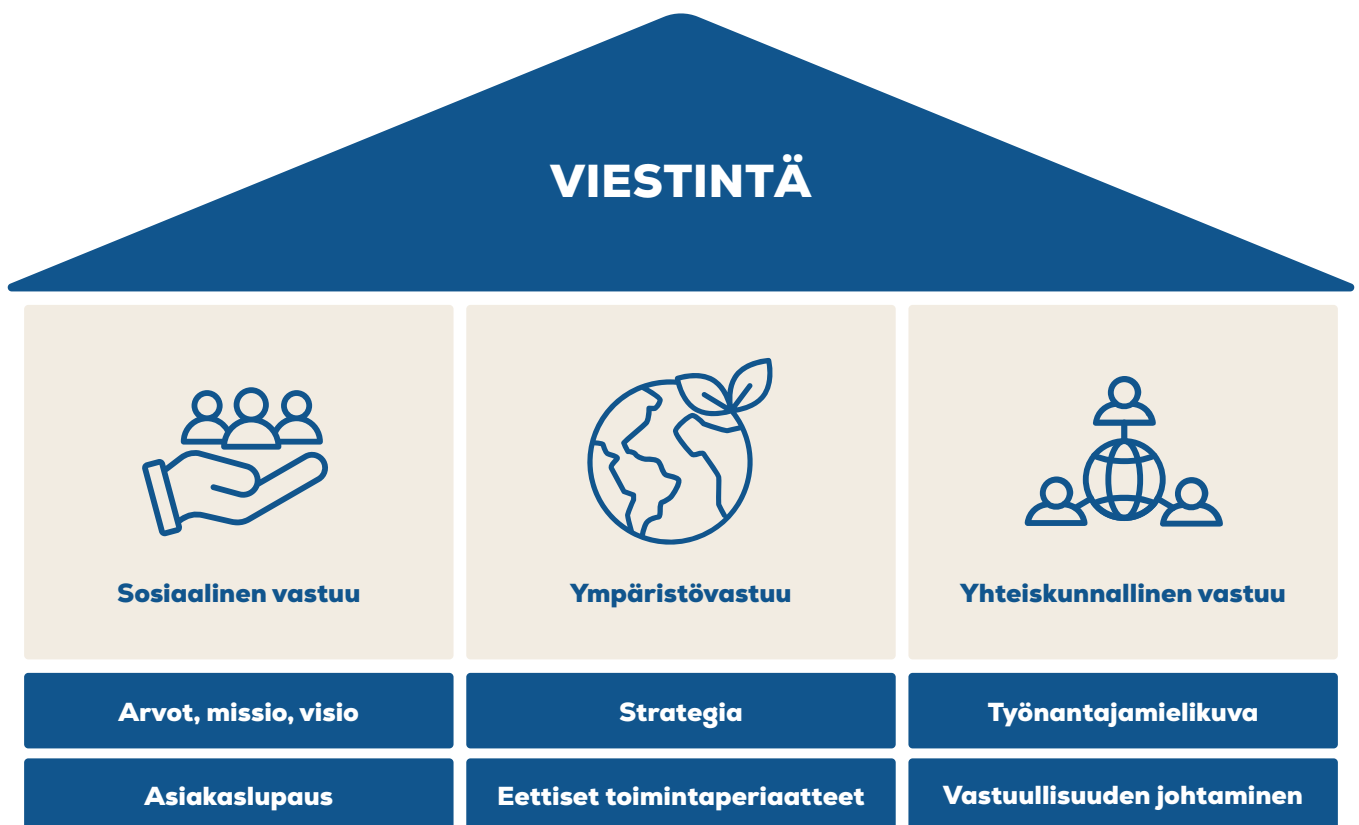 VIESTINTÄ
Sosiaalinen vastuu
Ympäristövastuu
Yhteiskunnallinen vastuu
Arvot, missio, visio
Strategia
Työnantajamielikuva
Asiakaslupaus
Eettiset toimintaperiaatteet
Vastuullisuuden johtaminen